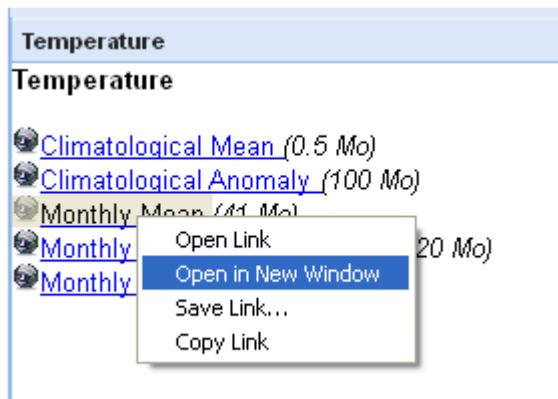 Temperature
Temperature
Climatological Mean (0.5 Mo)
Climatological Anomaly (100 Mo)
Monthly Mean (41 Mo)
Monthly 20 Mo)
Monthly
Open Link
Open in New Window
Save Link...
Copy Link